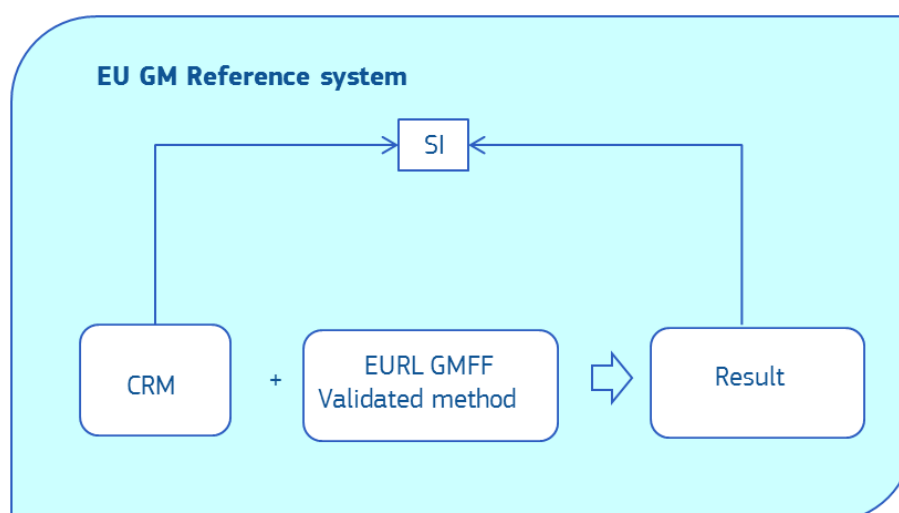 EU GM Reference system
SI
CRM
+
EURL GMFF
Validated method
Result